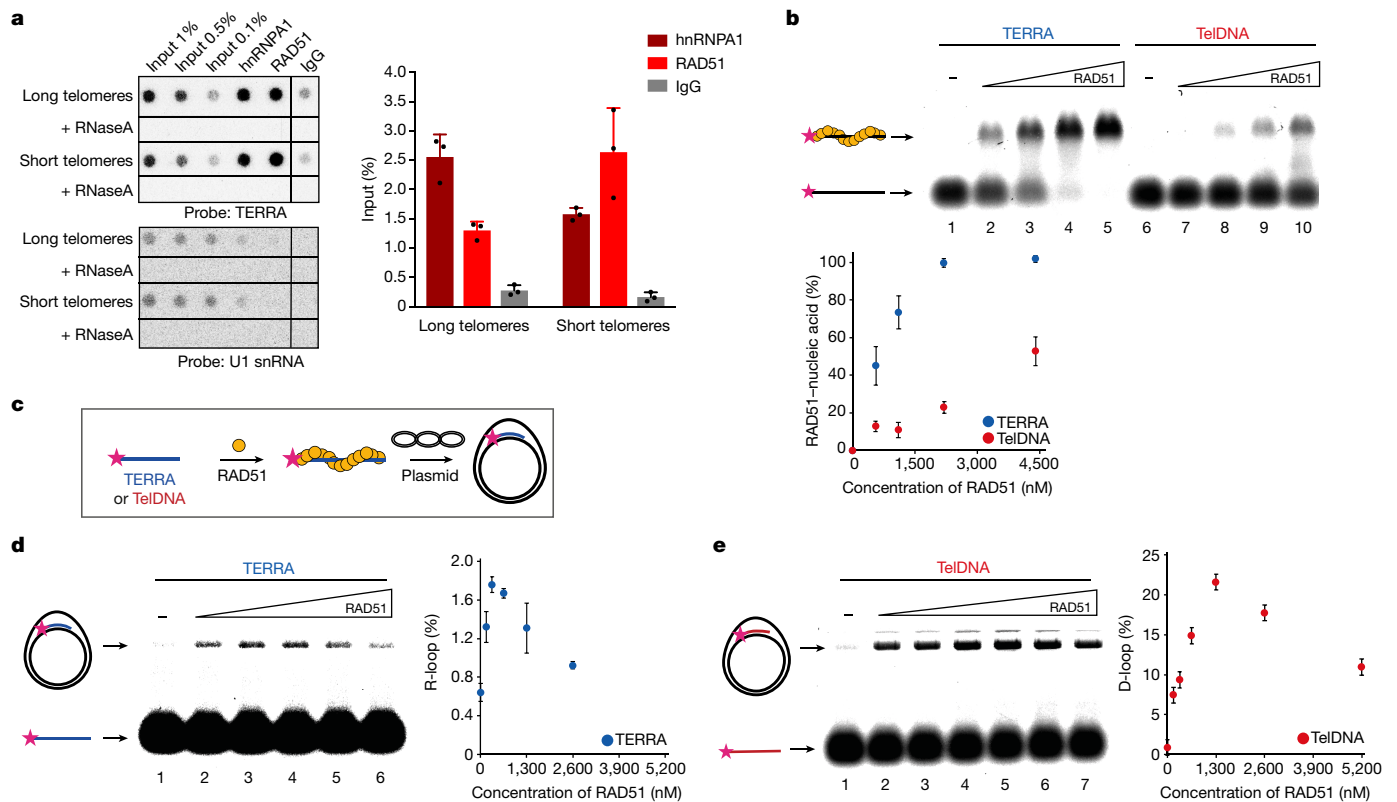 a
Input 1%
Input 0.5%
Input 0.1%
hnRNPA1
RAD51
IgG
Long telomeres
+ RNaseA
Short telomeres
+ RNaseA
Probe: TERRA
Long telomeres
+ RNaseA
Short telomeres
+ RNaseA
Probe: U1 snRNA
hnRNPA1
RAD51
IgG
4.0
3.5
3.0
2.5
2.0
1.5
1.0
0.5
0
Input (%)
Long telomeres
Short telomeres
b
TERRA
TelDNA
–
RAD51
–
RAD51
1 2 3 4 5 6 7 8 9 10
100
80
60
40
20
0
RAD51–nucleic acid (%)
TERRA
TelDNA
0 1,500 3,000 4,500
Concentration of RAD51 (nM)
c
TERRA
or TelDNA
RAD51
Plasmid
d
TERRA
–
RAD51
1 2 3 4 5 6
2.0
1.6
1.2
0.8
0.4
0
R-loop (%)
TERRA
0 1,300 2,600 3,900 5,200
Concentration of RAD51 (nM)
e
TelDNA
–
RAD51
1 2 3 4 5 6 7
25
20
15
10
5
0
D-loop (%)
TelDNA
0 1,300 2,600 3,900 5,200
Concentration of RAD51 (nM)